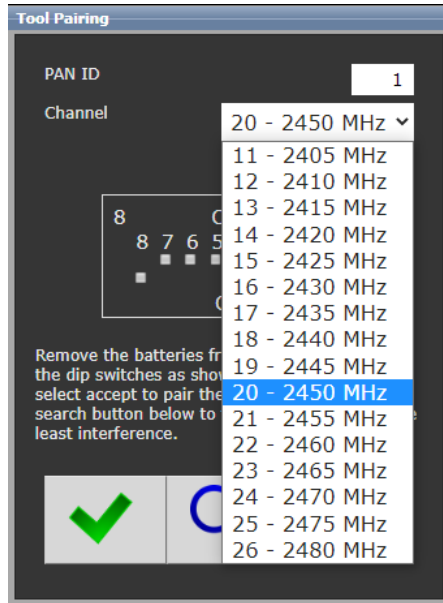 Tool Pairing
PAN ID
1
Channel
20 - 2450 MHz
11 - 2405 MHz
12 - 2410 MHz
13 - 2415 MHz
14 - 2420 MHz
15 - 2425 MHz
16 - 2430 MHz
17 - 2435 MHz
18 - 2440 MHz
19 - 2445 MHz
20 - 2450 MHz
21 - 2455 MHz
22 - 2460 MHz
23 - 2465 MHz
24 - 2470 MHz
25 - 2475 MHz
26 - 2480 MHz
8
8 7 6 5
Remove the batteries
the dip switches as
select accept to pair the
search button below to
least interference.